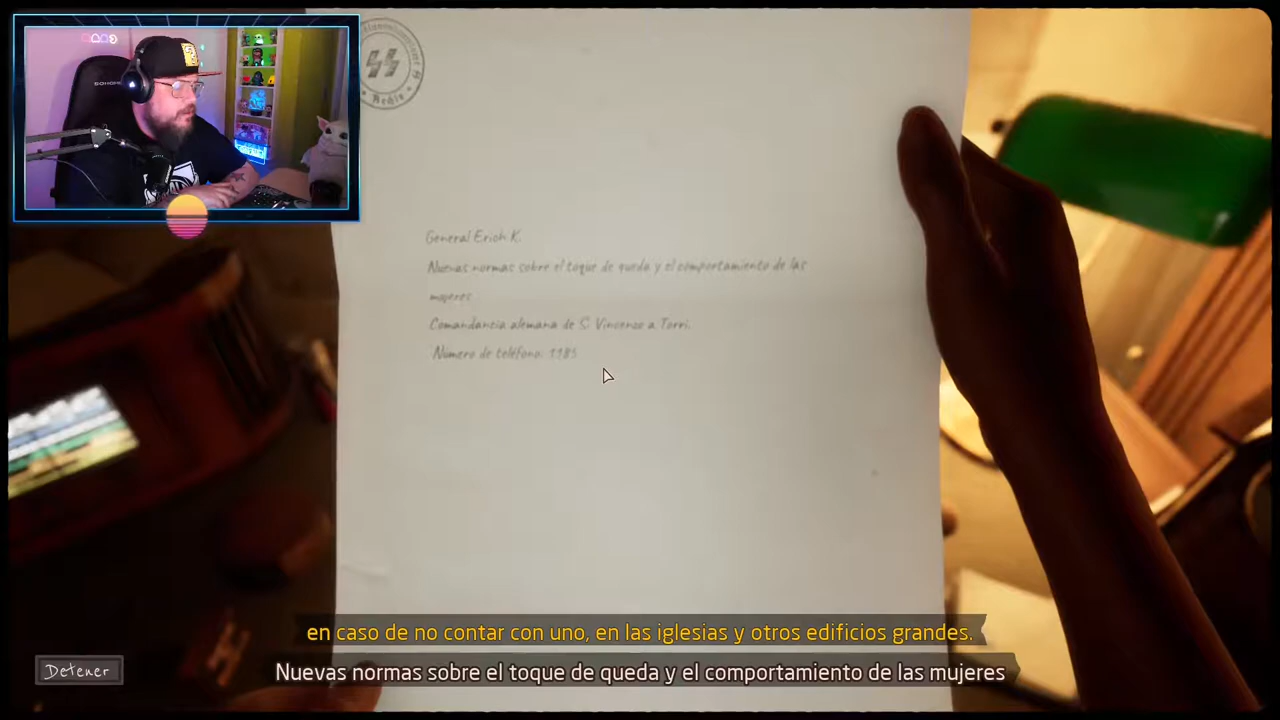 SS
General Erich K.
Nuevas normas sobre el toque de queda y el comportamiento de las
mujeres
Comandancia alemana de S. Vincenzo a Torri.
Número de teléfono: 1985
en caso de no contar con uno, en las iglesias y otros edificios grandes.
Nuevas normas sobre el toque de queda y el comportamiento de las mujeres
Detener